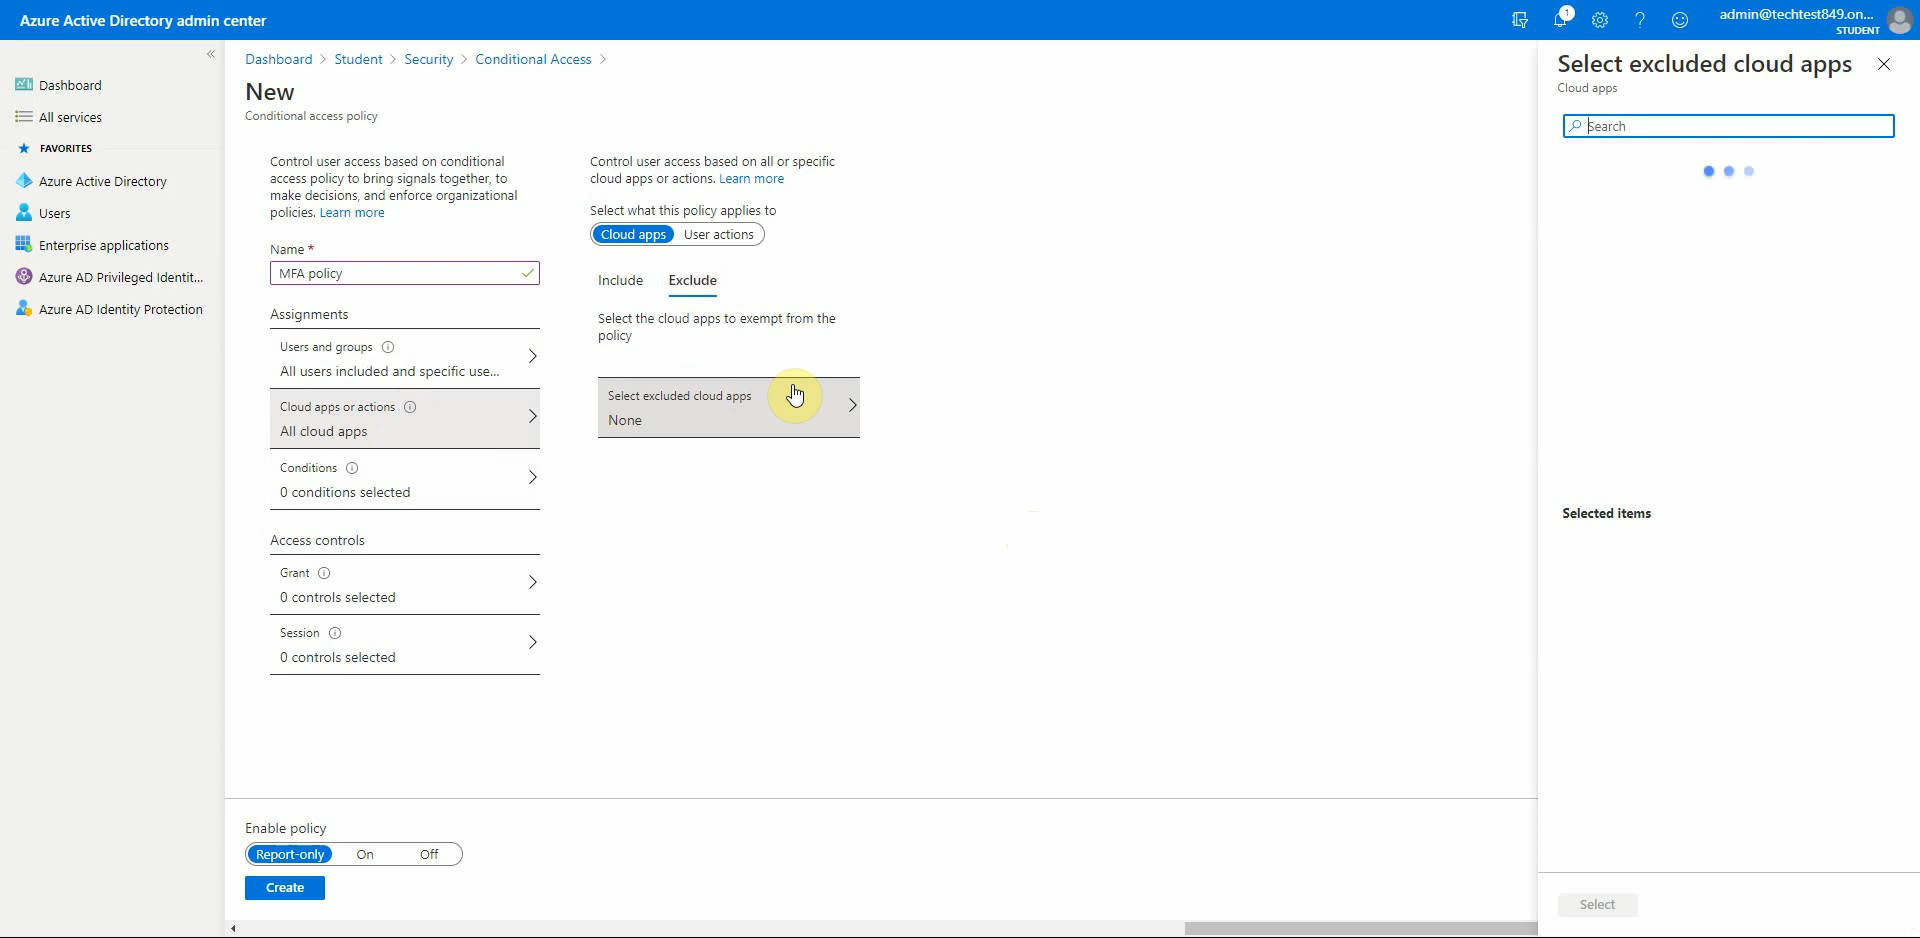 Azure Active Directory admin center
1
admin@techtest849.on...
STUDENT
Dashboard
All services
FAVORITES
Azure Active Directory
Users
Enterprise applications
Azure AD Privileged Identit...
Azure AD Identity Protection
Dashboard > Student > Security > Conditional Access >
New
Conditional access policy
Control user access based on conditional
access policy to bring signals together, to
make decisions, and enforce organizational
policies. Learn more
Name *
MFA policy
Assignments
Users and groups
All users included and specific use...
Cloud apps or actions
All cloud apps
Conditions
0 conditions selected
Access controls
Grant
0 controls selected
Session
0 controls selected
Control user access based on all or specific
cloud apps or actions. Learn more
Select what this policy applies to
Cloud apps User actions
Include Exclude
Select the cloud apps to exempt from the
policy
Select excluded cloud apps
None
Enable policy
Report-only On Off
Create
Select excluded cloud apps
Cloud apps
Search
Selected items
Select